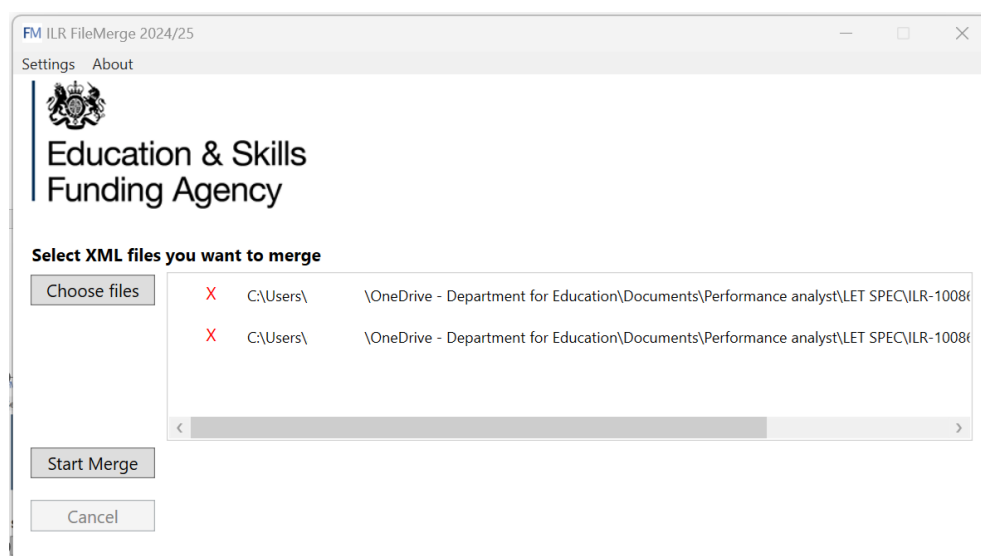 FM ILR FileMerge 2024/25
Settings About
Education & Skills
Funding Agency
Select XML files you want to merge
Choose files
X C:\Users\ \OneDrive - Department for Education\Documents\Performance analyst\LET SPEC\ILR-1008
X C:\Users\ \OneDrive - Department for Education\Documents\Performance analyst\LET SPEC\ILR-1008
Start Merge
Cancel